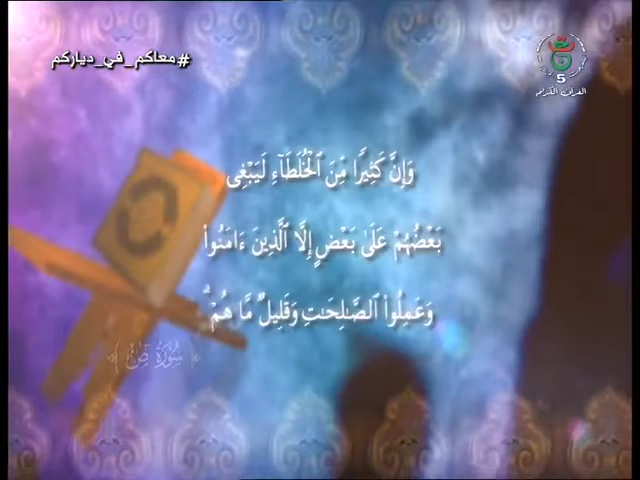 #معاكم_في_دياركم
5
القرآن الكريم
وَإِنَّ كَثِيرًا مِّنَ ٱلْخُلَطَآءِ لَيَبْغِى
بَعْضُهُمْ عَلَىٰ بَعْضٍ إِلَّا ٱلَّذِينَ ءَامَنُوا۟
وَعَمِلُوا۟ ٱلصَّـٰلِحَـٰتِ وَقَلِيلٌ مَّا هُمْ ۗ
﴿ سُورَةُ صٓ ﴾